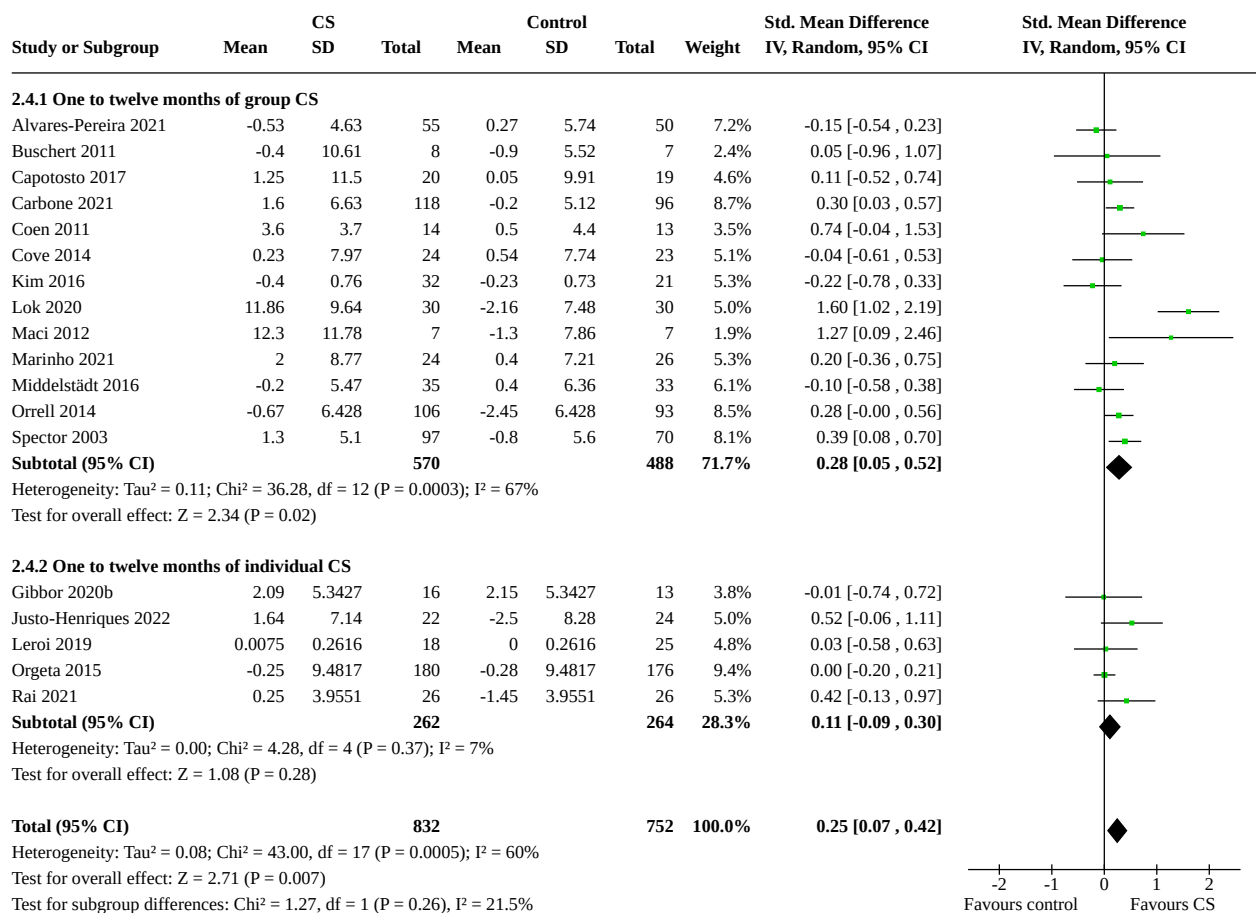 CS Control Std. Mean Difference Std. Mean Difference
Study or Subgroup Mean SD Total Mean SD Total Weight IV, Random, 95% CI IV, Random, 95% CI
2.4.1 One to twelve months of group CS
Alvares-Pereira 2021 -0.53 4.63 55 0.27 5.74 50 7.2% -0.15 [-0.54 , 0.23]
Buschert 2011 -0.4 10.61 8 -0.9 5.52 7 2.4% 0.05 [-0.96 , 1.07]
Capotosto 2017 1.25 11.5 20 0.05 9.91 19 4.6% 0.11 [-0.52 , 0.74]
Carbone 2021 1.6 6.63 118 -0.2 5.12 96 8.7% 0.30 [0.03 , 0.57]
Coen 2011 3.6 3.7 14 0.5 4.4 13 3.5% 0.74 [-0.04 , 1.53]
Cove 2014 0.23 7.97 24 0.54 7.74 23 5.1% -0.04 [-0.61 , 0.53]
Kim 2016 -0.4 0.76 32 -0.23 0.73 21 5.2% -0.22 [-0.78 , 0.33]
Lok 2020 11.86 9.64 30 -2.16 7.48 30 5.0% 1.60 [1.02 , 2.19]
Maci 2012 12.3 11.78 7 -1.3 7.86 7 1.9% 1.27 [0.09 , 2.46]
Marinho 2021 2 8.77 24 0.4 7.21 26 5.3% 0.20 [-0.36 , 0.75]
Middelstädt 2016 -0.2 5.47 35 0.4 6.36 33 6.1% -0.10 [-0.58 , 0.38]
Orrell 2014 -0.67 6.428 106 -2.45 6.428 93 8.5% 0.28 [-0.00 , 0.56]
Spector 2003 1.3 5.1 97 -0.8 5.6 70 8.1% 0.39 [0.08 , 0.70]
Subtotal (95% CI) 570 488 71.7% 0.28 [0.05 , 0.52]
Heterogeneity: Tau² = 0.11; Chi² = 36.28, df = 12 (P = 0.0003); I² = 67%
Test for overall effect: Z = 2.34 (P = 0.02)
2.4.2 One to twelve months of individual CS
Gibbor 2020b 2.09 5.3427 16 2.15 5.3427 13 3.8% -0.01 [-0.74 , 0.72]
Justo-Henriques 2022 1.64 7.14 22 -2.5 8.28 24 5.0% 0.52 [-0.06 , 1.11]
Leroi 2019 0.0075 0.2616 18 0 0.2616 25 4.8% 0.03 [-0.58 , 0.63]
Orgeta 2015 -0.25 9.4817 180 -0.28 9.4817 176 9.4% 0.00 [-0.20 , 0.21]
Rai 2021 0.25 3.9551 26 -1.45 3.9551 26 5.3% 0.42 [-0.13 , 0.97]
Subtotal (95% CI) 262 264 28.3% 0.11 [-0.09 , 0.30]
Heterogeneity: Tau² = 0.00; Chi² = 4.28, df = 4 (P = 0.37); I² = 7%
Test for overall effect: Z = 1.08 (P = 0.28)
Total (95% CI) 832 752 100.0% 0.25 [0.07 , 0.42]
Heterogeneity: Tau² = 0.08; Chi² = 43.00, df = 17 (P = 0.0005); I² = 60%
Test for overall effect: Z = 2.71 (P = 0.007)
Test for subgroup differences: Chi² = 1.27, df = 1 (P = 0.26), I² = 21.5%
-2 -1 0 1 2
Favours control Favours CS